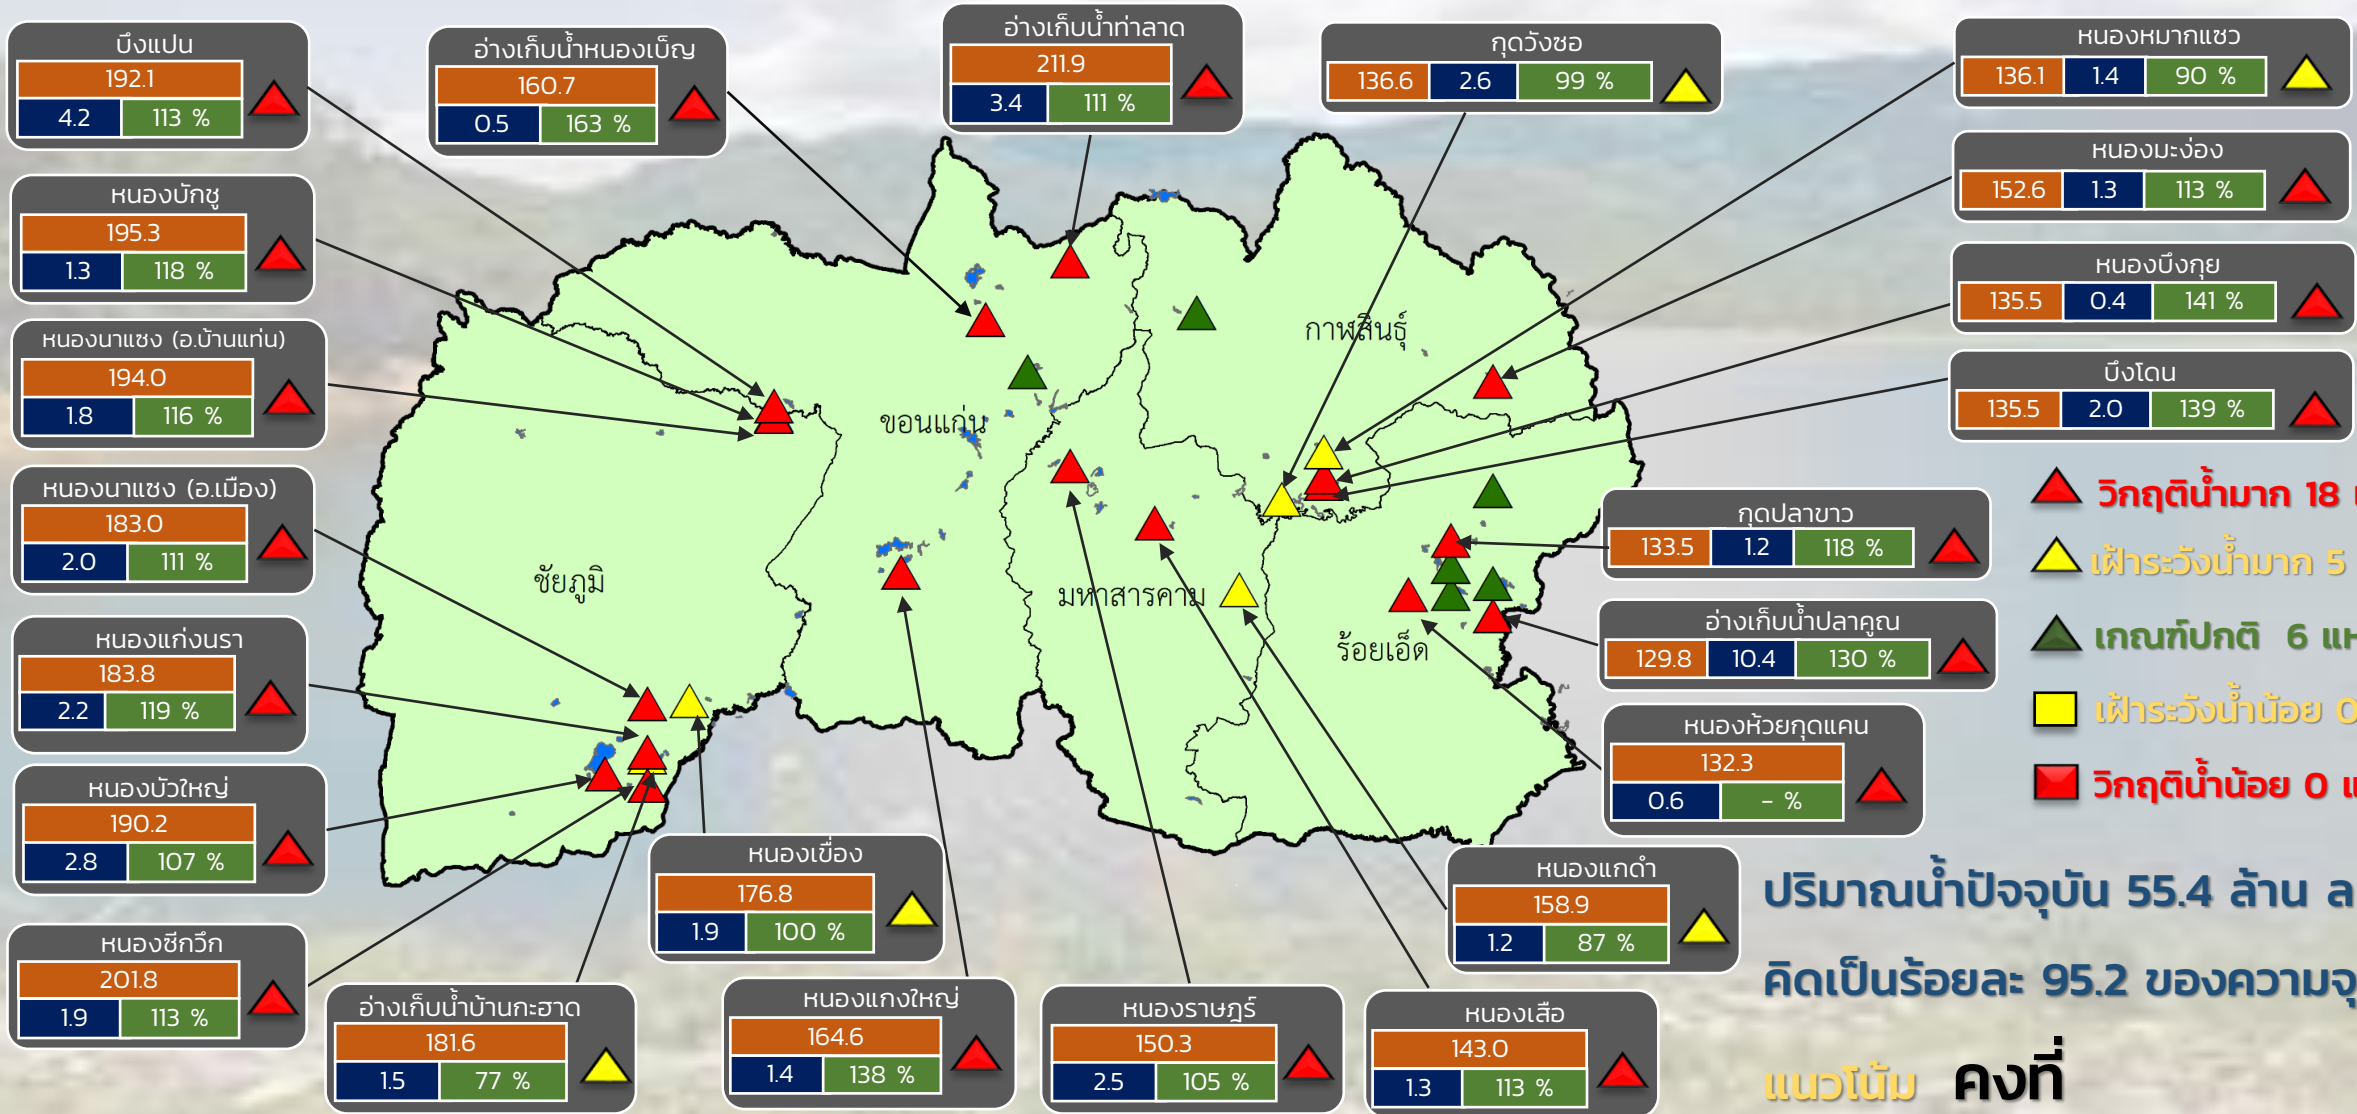 บึงแปน
192.1
4.2 113 %
อ่างเก็บน้ำหนองเบ็ญ
160.7
0.5 163 %
อ่างเก็บน้ำท่าลาด
211.9
3.4 111 %
กุดวังซอ
136.6 2.6 99 %
หนองหมากแซว
136.1 1.4 90 %
หนองมะง่อง
152.6 1.3 113 %
หนองบึงกุย
135.5 0.4 141 %
บึงโดน
135.5 2.0 139 %
หนองบักชู
195.3
1.3 118 %
หนองนาแซง (อ.บ้านแท่น)
194.0
1.8 116 %
หนองนาแซง (อ.เมือง)
183.0
2.0 111 %
หนองแก่งนรา
183.8
2.2 119 %
หนองบัวใหญ่
190.2
2.8 107 %
หนองซีกวึก
201.8
1.9 113 %
กาฬสินธุ์
ขอนแก่น
ชัยภูมิ
มหาสารคาม
ร้อยเอ็ด
กุดปลาขาว
133.5 1.2 118 %
อ่างเก็บน้ำปลาคูณ
129.8 10.4 130 %
หนองห้วยกุดแคน
132.3
0.6 - %
วิกฤติน้ำมาก 18
เฝ้าระวังน้ำมาก 5
เกณฑ์ปกติ 6
เฝ้าระวังน้ำน้อย 0
วิกฤติน้ำน้อย 0
หนองเขื่อง
176.8
1.9 100 %
หนองแกดำ
158.9
1.2 87 %
อ่างเก็บน้ำบ้านกะฮาด
181.6
1.5 77 %
หนองแกงใหญ่
164.6
1.4 138 %
หนองราษฎร์
150.3
2.5 105 %
หนองเสือ
143.0
1.3 113 %
ปริมาณน้ำปัจจุบัน 55.4 ล้าน ล
คิดเป็นร้อยละ 95.2 ของความจุ
แนวโน้ม คงที่